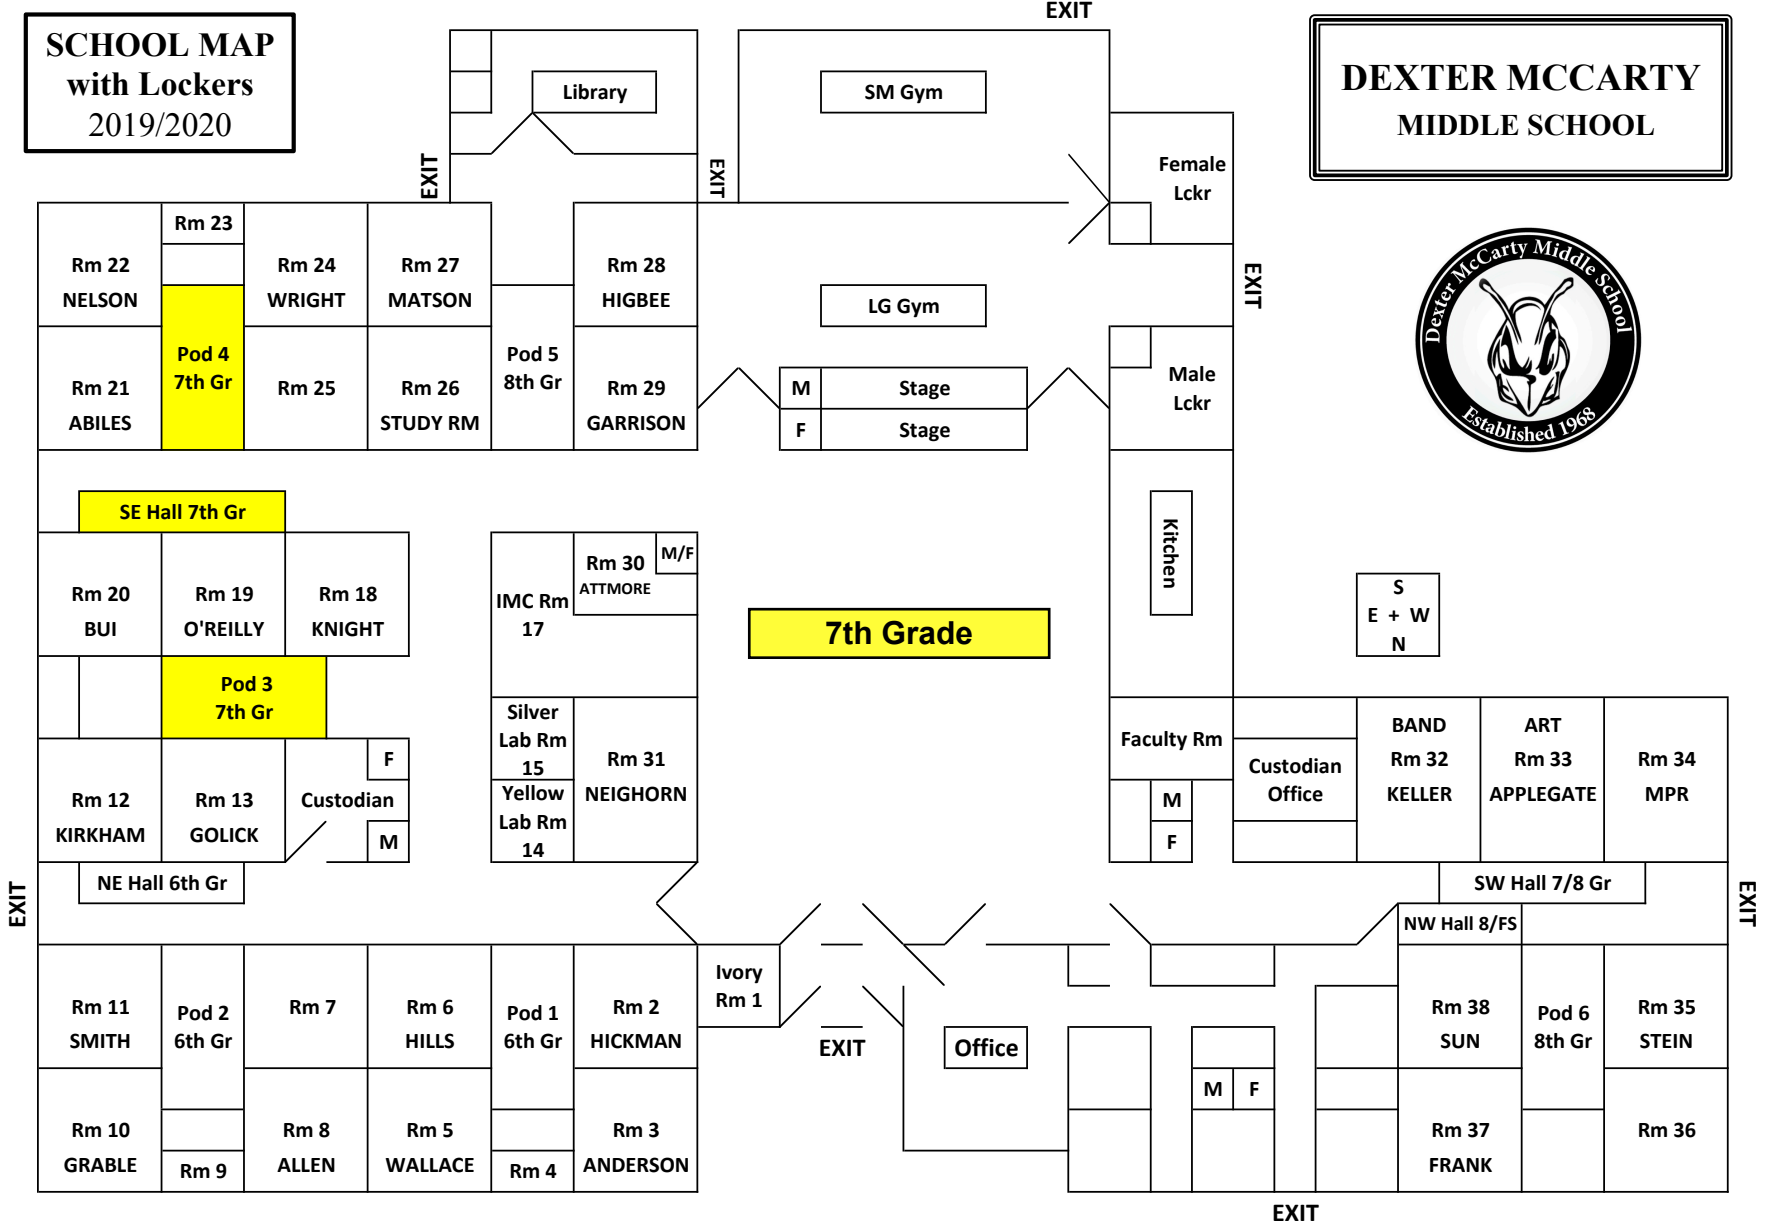 EXIT
SCHOOL MAP
with Lockers
2019/2020
DEXTER MCCARTY
MIDDLE SCHOOL
Library
SM Gym
EXIT
EXIT
Female
Lckr
Rm 23
Rm 22
NELSON
Rm 24
WRIGHT
Rm 27
MATSON
Rm 28
HIGBEE
LG Gym
EXIT
Dexter McCarty Middle School
Established 1968
Pod 4
7th Gr
Pod 5
8th Gr
Rm 21
ABILES
Rm 25
Rm 26
STUDY RM
Rm 29
GARRISON
M
Stage
F
Stage
Male
Lckr
SE Hall 7th Gr
Kitchen
Rm 20
BUI
Rm 19
O'REILLY
Rm 18
KNIGHT
IMC Rm
17
Rm 30
ATTMORE
M/F
7th Grade
S
E + W
N
Pod 3
7th Gr
Silver
Lab Rm
15
Yellow
Lab Rm
14
Rm 31
NEIGHORN
Faculty Rm
Custodian
Office
BAND
Rm 32
KELLER
ART
Rm 33
APPLEGATE
Rm 34
MPR
Rm 12
KIRKHAM
Rm 13
GOLICK
Custodian
F
M
M
F
NE Hall 6th Gr
SW Hall 7/8 Gr
EXIT
EXIT
NW Hall 8/FS
Rm 11
SMITH
Pod 2
6th Gr
Rm 7
Rm 6
HILLS
Pod 1
6th Gr
Rm 2
HICKMAN
Ivory
Rm 1
EXIT
Office
Rm 38
SUN
Pod 6
8th Gr
Rm 35
STEIN
M
F
Rm 10
GRABLE
Rm 9
Rm 8
ALLEN
Rm 5
WALLACE
Rm 4
Rm 3
ANDERSON
Rm 37
FRANK
Rm 36
EXIT